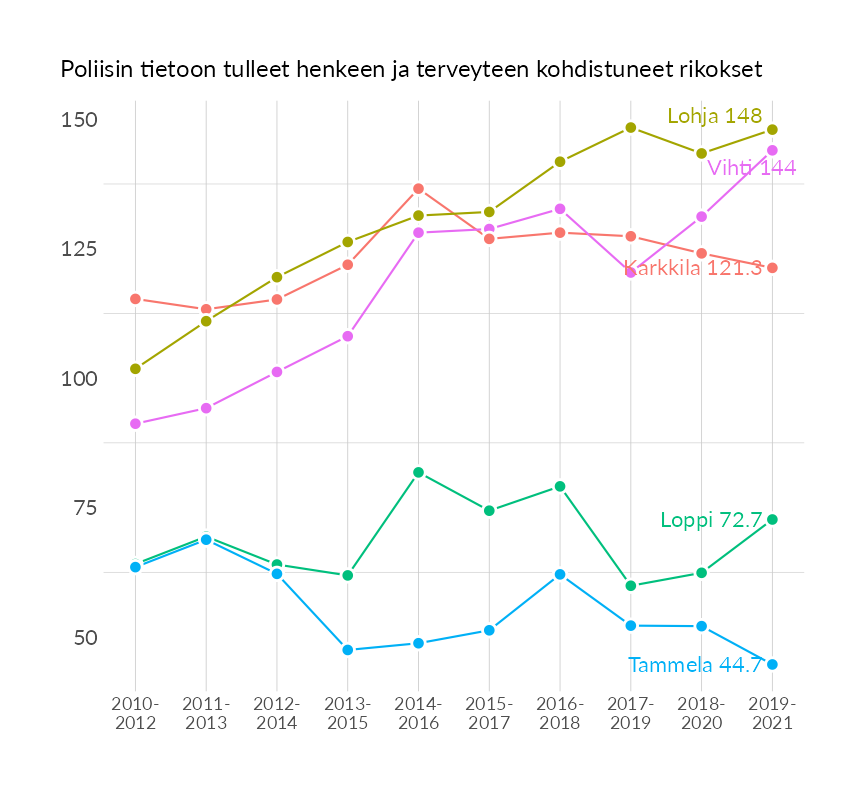 Poliisin tietoon tulleet henkeen ja terveyteen kohdistuneet rikokset
150
125
100
75
50
Lohja 148
Vihti 144
Karkkila 121.3
Loppi 72.7
Tammela 44.7
2010- 2011- 2012- 2013- 2014- 2015- 2016- 2017- 2018- 2019-
2012 2013 2014 2015 2016 2017 2018 2019 2020 2021